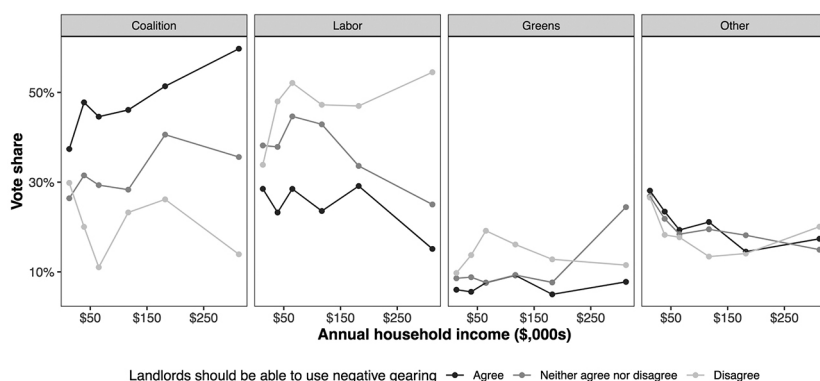 Coalition Labor Greens Other
50%
30%
10%
Vote share
$50 $150 $250 $50 $150 $250 $50 $150 $250 $50 $150 $250
Annual household income ($,000s)
Landlords should be able to use negative gearing Agree Neither agree nor disagree Disagree